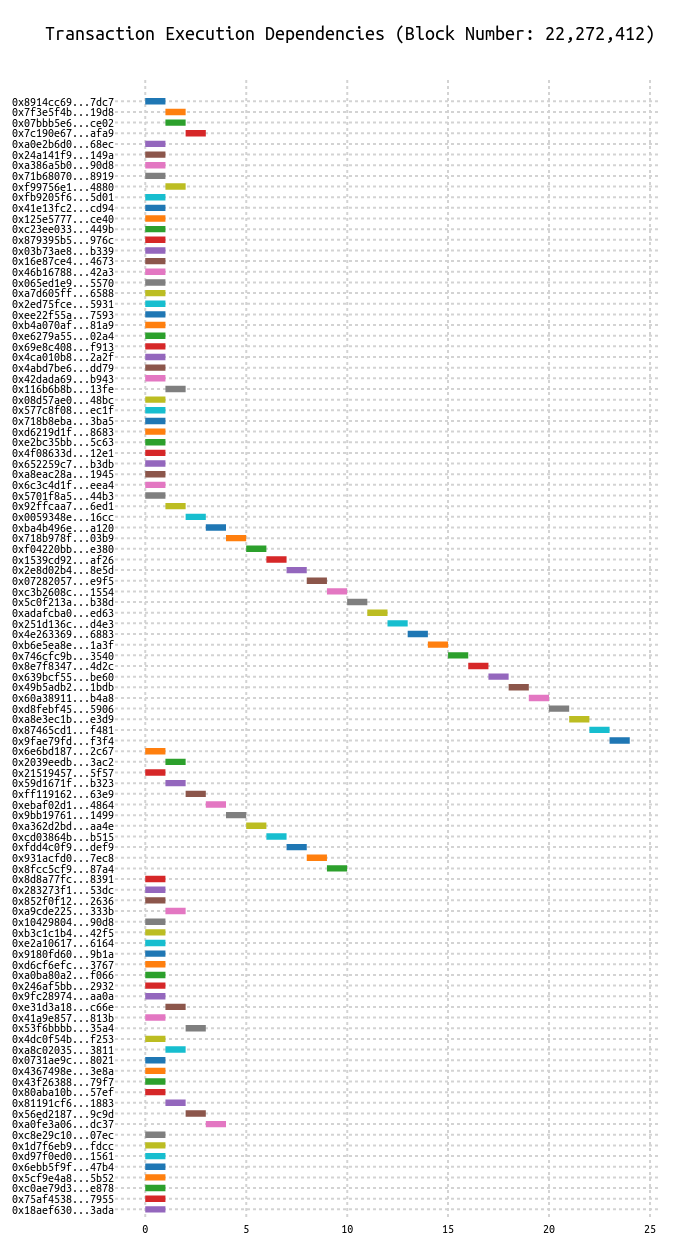 Transaction Execution Dependencies (Block Number: 22,272,412)
0x8914cc69...7dc7
0x7f3e5f4b...19d8
0x07bbb5e6...ce02
0x7c190e67...afa9
0xa0e2b6d0...68ec
0x24a141f9...149a
0xa386a5b0...90d8
0x71b68070...8919
0xf99756e1...4880
0xfb9205f6...5d01
0x41e13fc2...cd94
0x125e5777...ce40
0xc23ee033...449b
0x879395b5...976c
0x03b73ae8...b339
0x16e87ce4...4673
0x46b16788...42a3
0x065ed1e9...5570
0xa7d605ff...6588
0x2ed75fce...5931
0xee22f55a...7593
0xb4a070af...81a9
0xe6279a55...02a4
0x69e8c408...f913
0x4ca010b8...2a2f
0x4abd7be6...dd79
0x42dada69...b943
0x116b6b8b...13fe
0x08d57ae0...48bc
0x577c8f08...ec1f
0x718b8eba...3ba5
0xd6219d1f...8683
0xe2bc35bb...5c63
0x4f08633d...12e1
0x652259c7...b3db
0xa8eac28a...1945
0x6c3c4d1f...eea4
0x5701f8a5...44b3
0x92ffcaa7...6ed1
0x0059348e...16cc
0xba4b496e...a120
0x718b978f...03b9
0xf04220bb...e380
0x1539cd92...af26
0x2e8d02b4...8e5d
0x07282057...e9f5
0xc3b2608c...1554
0x5c0f213a...b38d
0xadafcba0...ed63
0x251d136c...d4e3
0x4e263369...6883
0xb6e5ea8e...1a3f
0x746cfc9b...3540
0x8e7f8347...4d2c
0x639bcf55...be60
0x49b5adb2...1bdb
0x60a38911...b4a8
0xd8febf45...5906
0xa8e3ec1b...e3d9
0x87465cd1...f481
0x9fae79fd...f3f4
0x6e6bd187...2c67
0x2039eedb...3ac2
0x21519457...5f57
0x59d1671f...b323
0xff119162...63e9
0xebaf02d1...4864
0x9bb19761...1499
0xa362d2bd...aa4e
0xcd03864b...b515
0xfdd4c0f9...def9
0x931acfd0...7ec8
0x8fcc5cf9...87a4
0x8d8a77fc...8391
0x283273f1...53dc
0x852f0f12...2636
0xa9cde225...333b
0x10429804...90d8
0xb3c1c1b4...42f5
0xe2a10617...6164
0x9180fd60...9b1a
0xd6cf6efc...3767
0xa0ba80a2...f066
0x246af5bb...2932
0x9fc28974...aa0a
0xe31d3a18...c66e
0x41a9e857...813b
0x53f6bbbb...35a4
0x4dc0f54b...f253
0xa8c02035...3811
0x0731ae9c...8021
0x4367498e...3e8a
0x43f26388...79f7
0x80aba10b...57ef
0x81191cf6...1883
0x56ed2187...9c9d
0xa0fe3a06...dc37
0xc8e29c10...07ec
0x1d7f6eb9...fdcc
0xd97f0ed0...1561
0x6ebb5f9f...47b4
0x5cf9e4a8...5b52
0xc0ae79d3...e878
0x75af4538...7955
0x18aef630...3ada
0 5 10 15 20 25